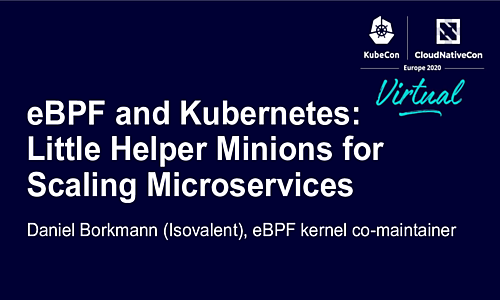 KubeCon
CloudNativeCon
Europe 2020
Virtual
eBPF and Kubernetes:
Little Helper Minions for
Scaling Microservices
Daniel Borkmann (Isovalent), eBPF kernel co-maintainer